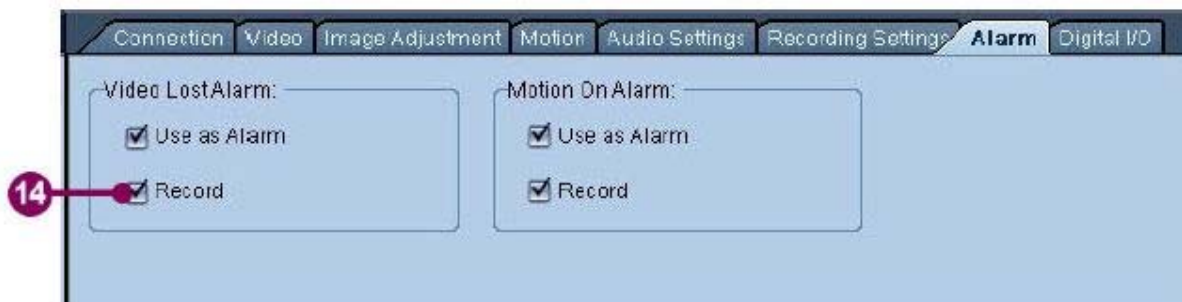 Connection Video Image Adjustment Motion Audio Settings Recording Settings Alarm Digital I/O
Video Lost Alarm: Motion On Alarm:
Use as Alarm Use as Alarm
14 Record Record